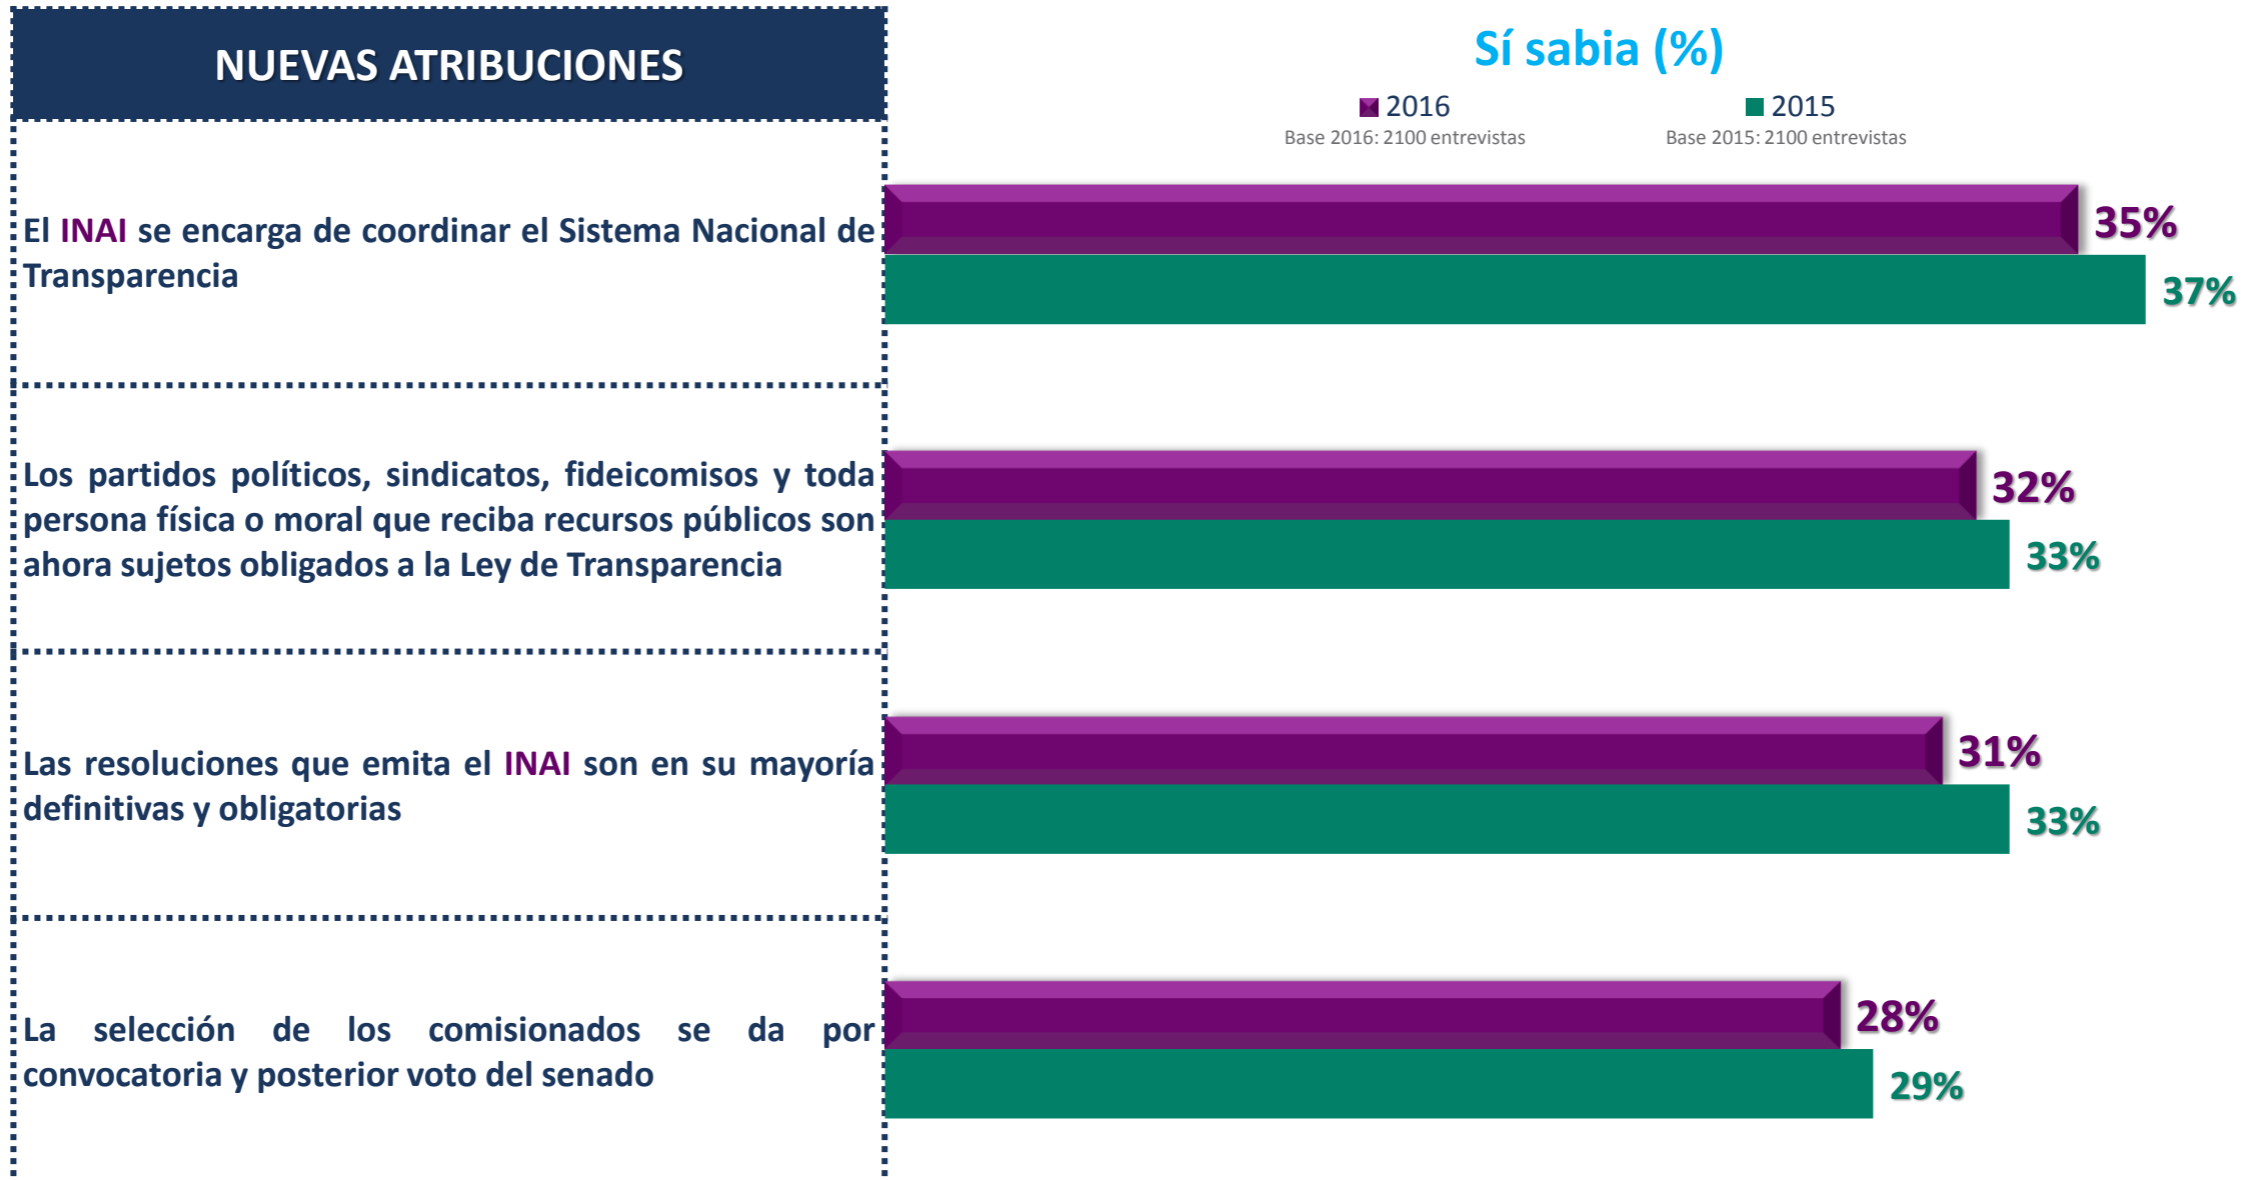 NUEVAS ATRIBUCIONES
Sí sabia (%)
2016
2015
Base 2016: 2100 entrevistas
Base 2015: 2100 entrevistas
El INAI se encarga de coordinar el Sistema Nacional de
Transparencia
35%
37%
Los partidos políticos, sindicatos, fideicomisos y toda
persona física o moral que reciba recursos públicos son
ahora sujetos obligados a la Ley de Transparencia
32%
33%
Las resoluciones que emita el INAI son en su mayoría
definitivas y obligatorias
31%
33%
La selección de los comisionados se da por
convocatoria y posterior voto del senado
28%
29%